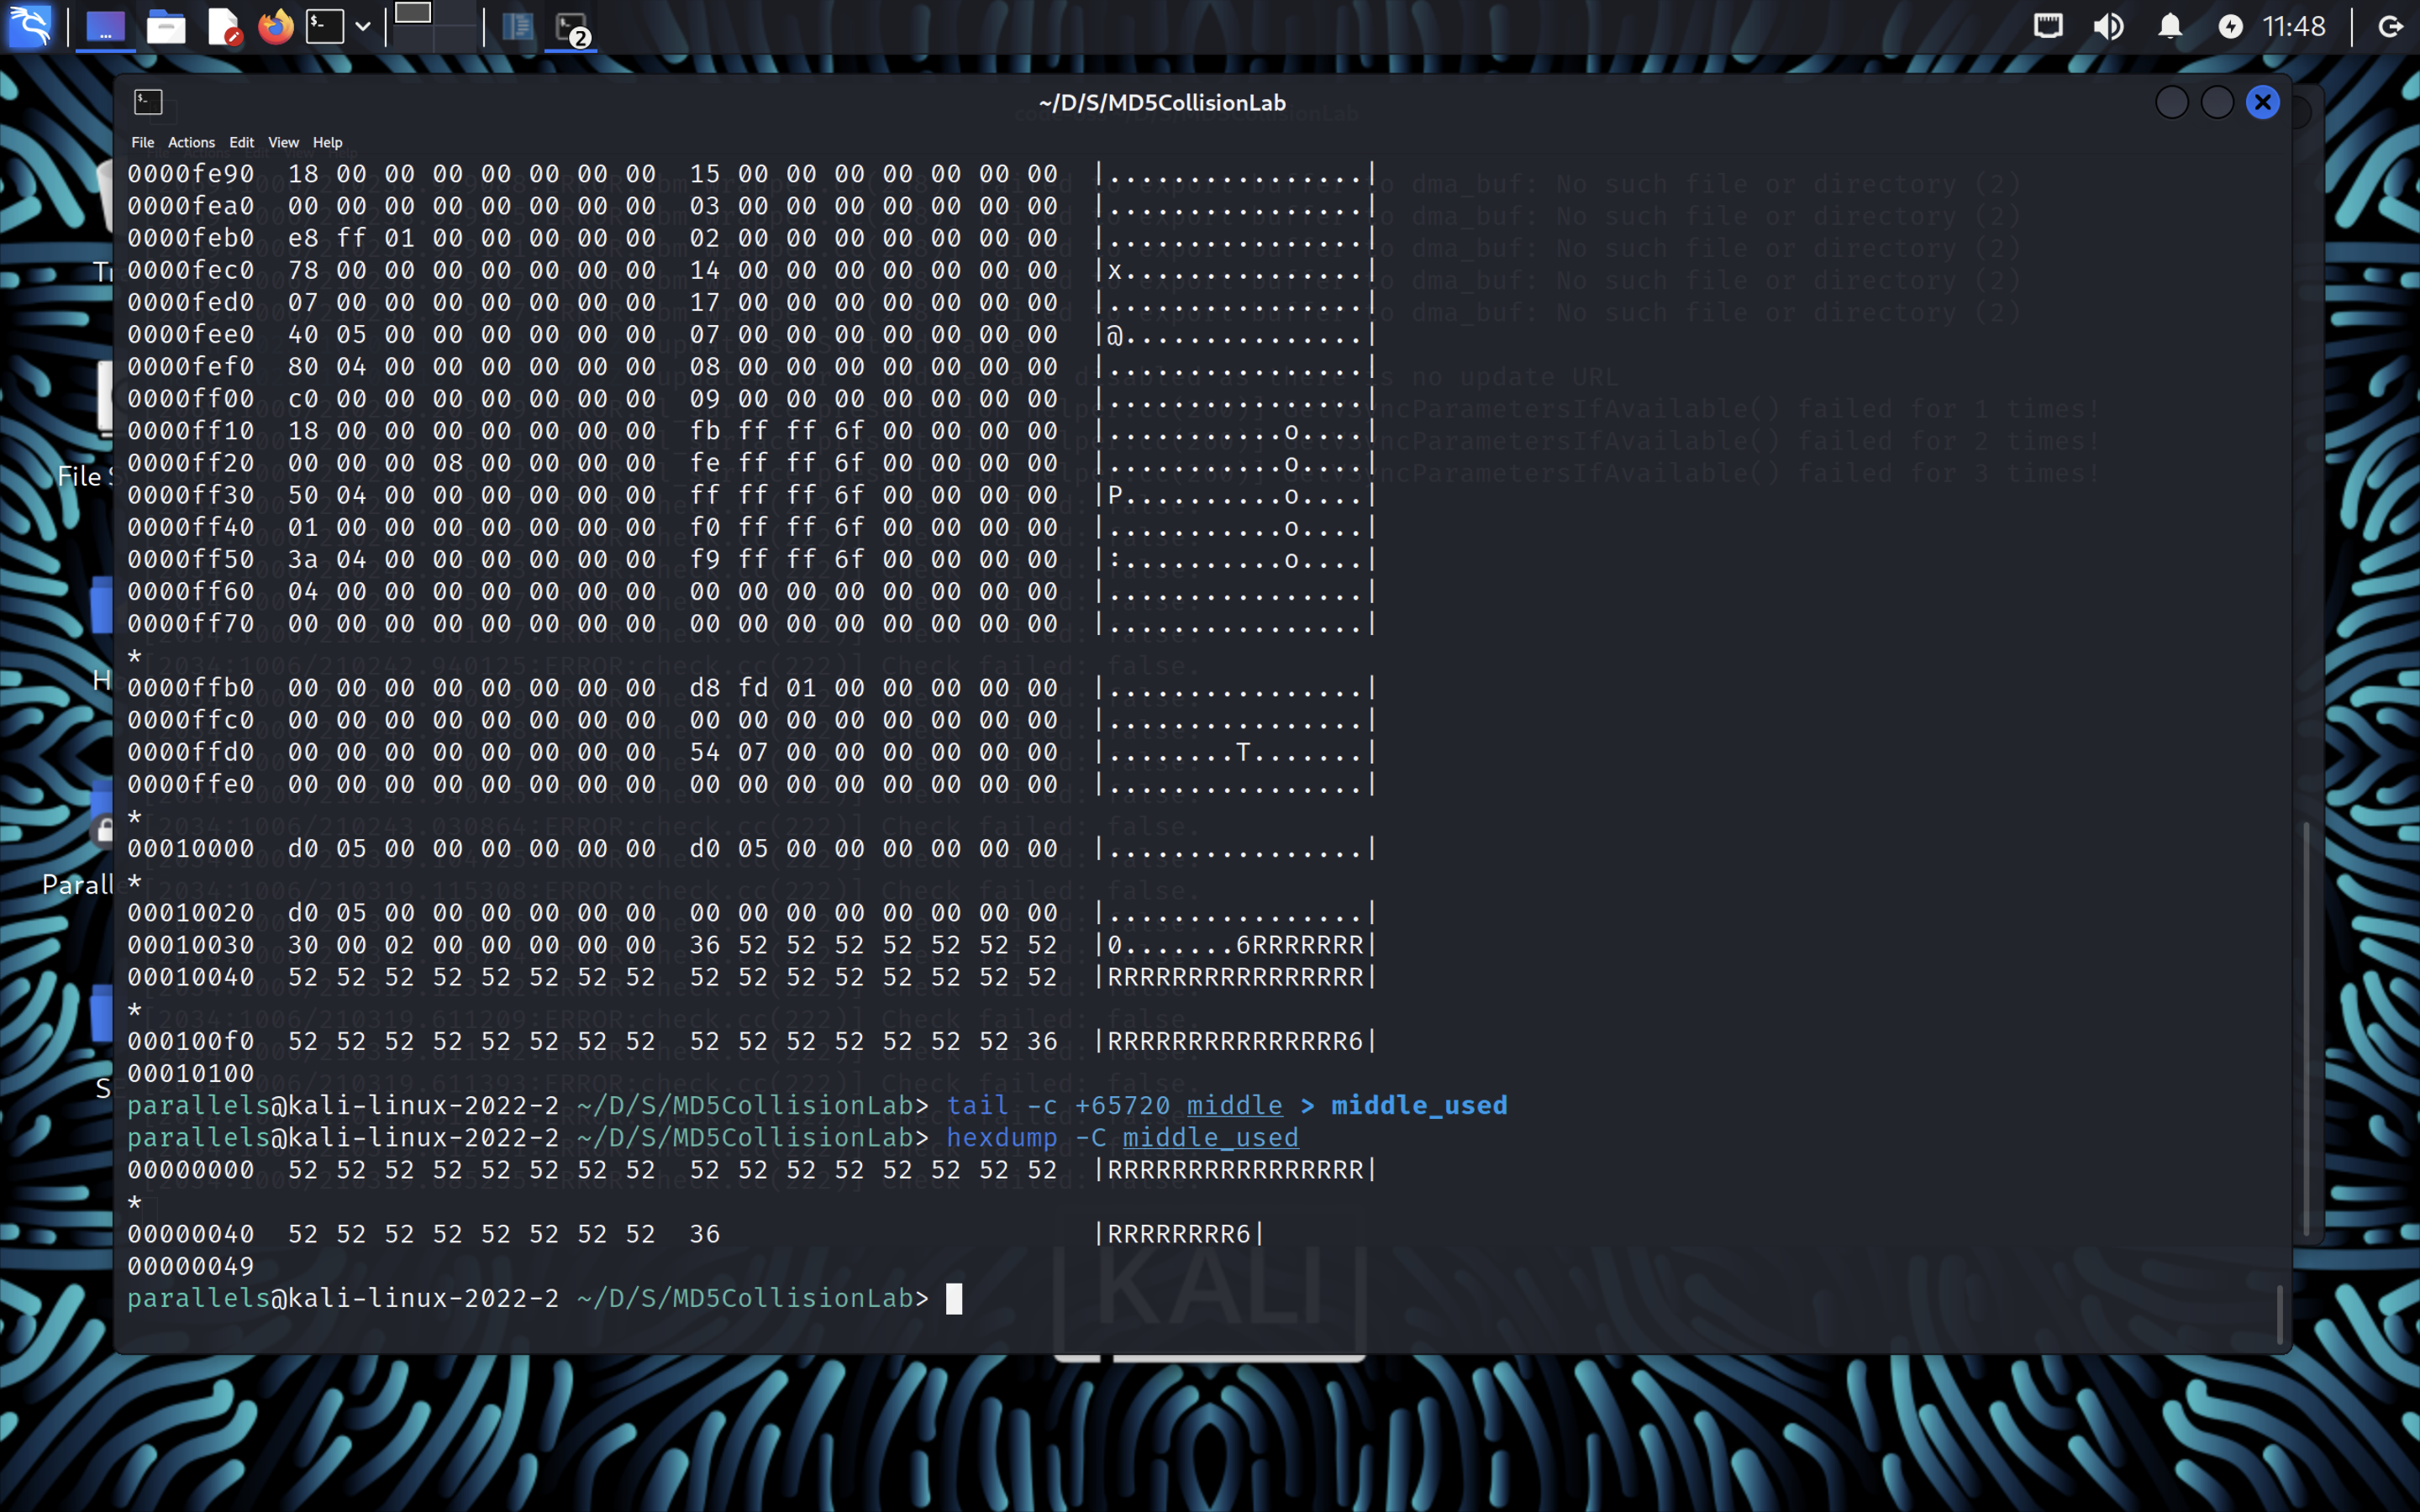 2
11:48
~/D/S/MD5CollisionLab
File Actions Edit View Help
0000fe90  18 00 00 00 00 00 00 00  15 00 00 00 00 00 00 00  |................|
0000fea0  00 00 00 00 00 00 00 00  03 00 00 00 00 00 00 00  |................|
0000feb0  e8 ff 01 00 00 00 00 00  02 00 00 00 00 00 00 00  |................|
0000fec0  78 00 00 00 00 00 00 00  14 00 00 00 00 00 00 00  |x...............|
0000fed0  07 00 00 00 00 00 00 00  17 00 00 00 00 00 00 00  |................|
0000fee0  40 05 00 00 00 00 00 00  07 00 00 00 00 00 00 00  |@...............|
0000fef0  80 04 00 00 00 00 00 00  08 00 00 00 00 00 00 00  |................|
0000ff00  c0 00 00 00 00 00 00 00  09 00 00 00 00 00 00 00  |................|
0000ff10  18 00 00 00 00 00 00 00  fb ff ff 6f 00 00 00 00  |...........o....|
0000ff20  00 00 00 08 00 00 00 00  fe ff ff 6f 00 00 00 00  |...........o....|
0000ff30  50 04 00 00 00 00 00 00  ff ff ff 6f 00 00 00 00  |P..........o....|
0000ff40  01 00 00 00 00 00 00 00  f0 ff ff 6f 00 00 00 00  |...........o....|
0000ff50  3a 04 00 00 00 00 00 00  f9 ff ff 6f 00 00 00 00  |:..........o....|
0000ff60  04 00 00 00 00 00 00 00  00 00 00 00 00 00 00 00  |................|
0000ff70  00 00 00 00 00 00 00 00  00 00 00 00 00 00 00 00  |................|
*
0000ffb0  00 00 00 00 00 00 00 00  d8 fd 01 00 00 00 00 00  |................|
0000ffc0  00 00 00 00 00 00 00 00  00 00 00 00 00 00 00 00  |................|
0000ffd0  00 00 00 00 00 00 00 00  54 07 00 00 00 00 00 00  |........T.......|
0000ffe0  00 00 00 00 00 00 00 00  00 00 00 00 00 00 00 00  |................|
*
00010000  d0 05 00 00 00 00 00 00  d0 05 00 00 00 00 00 00  |................|
*
00010020  d0 05 00 00 00 00 00 00  00 00 00 00 00 00 00 00  |................|
00010030  30 00 02 00 00 00 00 00  36 52 52 52 52 52 52 52  |0.......6RRRRRRR|
00010040  52 52 52 52 52 52 52 52  52 52 52 52 52 52 52 52  |RRRRRRRRRRRRRRRR|
*
000100f0  52 52 52 52 52 52 52 52  52 52 52 52 52 52 52 36  |RRRRRRRRRRRRRRR6|
00010100
parallels@kali-linux-2022-2 ~/D/S/MD5CollisionLab> tail -c +65720 middle > middle_used
parallels@kali-linux-2022-2 ~/D/S/MD5CollisionLab> hexdump -C middle_used
00000000  52 52 52 52 52 52 52 52  52 52 52 52 52 52 52 52  |RRRRRRRRRRRRRRRR|
*
00000040  52 52 52 52 52 52 52 52  36                       |RRRRRRRR6|
00000049
parallels@kali-linux-2022-2 ~/D/S/MD5CollisionLab>
File S
Parall
KALI